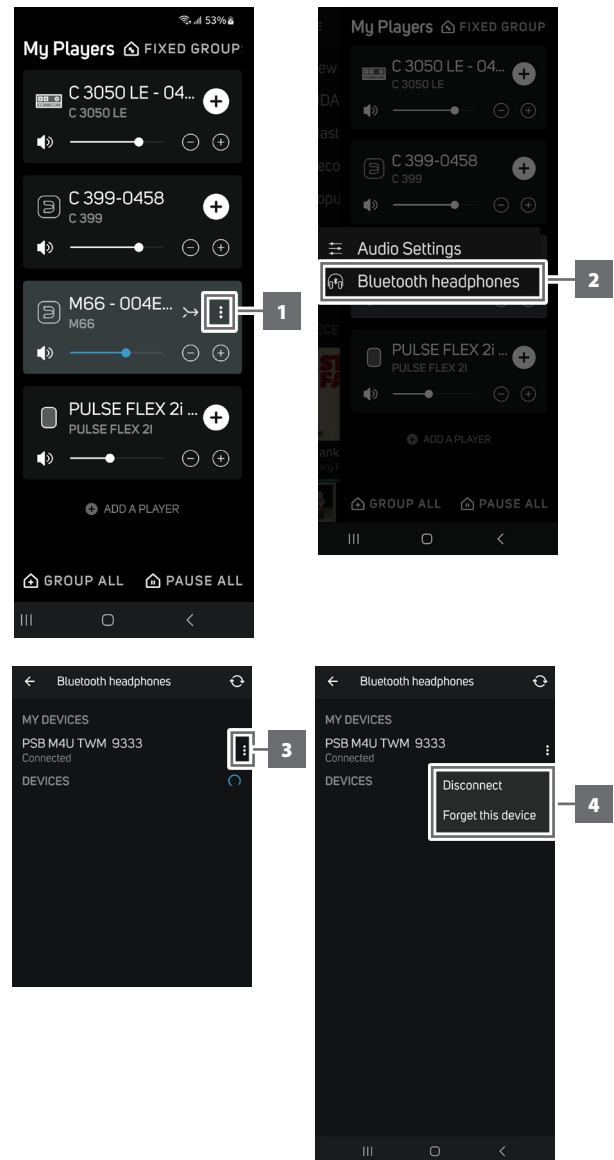 53%
My Players FIXED GROUP
C 3050 LE - 04...
C 3050 LE
C 399-0458
C 399
M66 - 004E...
M66
1
PULSE FLEX 2i ...
PULSE FLEX 2I
ADD A PLAYER
GROUP ALL PAUSE ALL
My Players FIXED GROUP
C 3050 LE - 04...
C 3050 LE
C 399-0458
C 399
Audio Settings
Bluetooth headphones
2
PULSE FLEX 2i ...
PULSE FLEX 2I
ADD A PLAYER
GROUP ALL PAUSE ALL
Bluetooth headphones
MY DEVICES
PSB M4U TWM 9333
Connected
3
DEVICES
Bluetooth headphones
MY DEVICES
PSB M4U TWM 9333
Connected
DEVICES
Disconnect
Forget this device
4